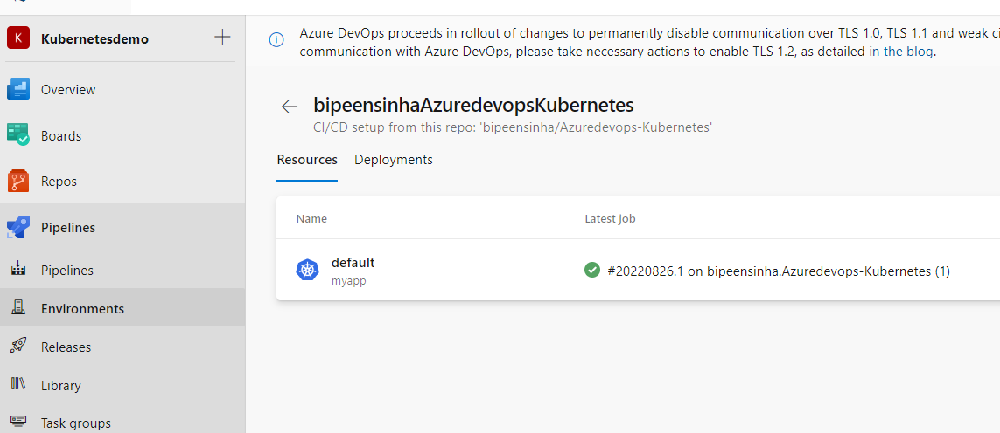 K Kubernetesdemo
Azure DevOps proceeds in rollout of changes to permanently disable communication over TLS 1.0, TLS 1.1 and weak
communication with Azure DevOps, please take necessary actions to enable TLS 1.2, as detailed in the blog.
Overview
Boards
Repos
Pipelines
Pipelines
Environments
Releases
Library
Task groups
bipeensinhaAzuredevopsKubernetes
CI/CD setup from this repo: 'bipeensinha/Azuredevops-Kubernetes'
Resources Deployments
Name Latest job
default
myapp
#20220826.1 on bipeensinha.Azuredevops-Kubernetes (1)